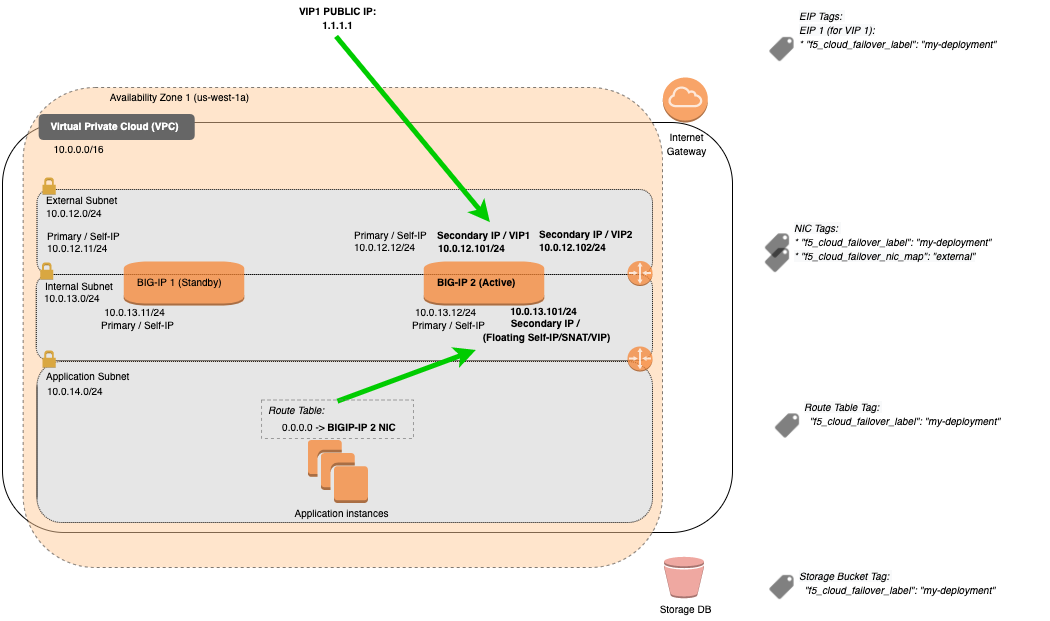 VIP1 PUBLIC IP:
1.1.1.1
EIP Tags:
EIP 1 (for VIP 1):
* "f5_cloud_failover_label": "my-deployment"
Availability Zone 1 (us-west-1a)
Virtual Private Cloud (VPC)
10.0.0.0/16
Internet
Gateway
External Subnet
10.0.12.0/24
Primary / Self-IP
10.0.12.11/24
Primary / Self-IP
10.0.12.12/24
Secondary IP / VIP1
10.0.12.101/24
Secondary IP / VIP2
10.0.12.102/24
NIC Tags:
* "f5_cloud_failover_label": "my-deployment"
* "f5_cloud_failover_nic_map": "external"
Internal Subnet
10.0.13.0/24
BIG-IP 1 (Standby)
BIG-IP 2 (Active)
10.0.13.11/24
Primary / Self-IP
10.0.13.12/24
Primary / Self-IP
10.0.13.101/24
Secondary IP /
(Floating Self-IP/SNAT/VIP)
Application Subnet
10.0.14.0/24
Route Table:
0.0.0.0 -> BIGIP-IP 2 NIC
Application instances
Route Table Tag:
"f5_cloud_failover_label": "my-deployment"
Storage DB
Storage Bucket Tag:
"f5_cloud_failover_label": "my-deployment"